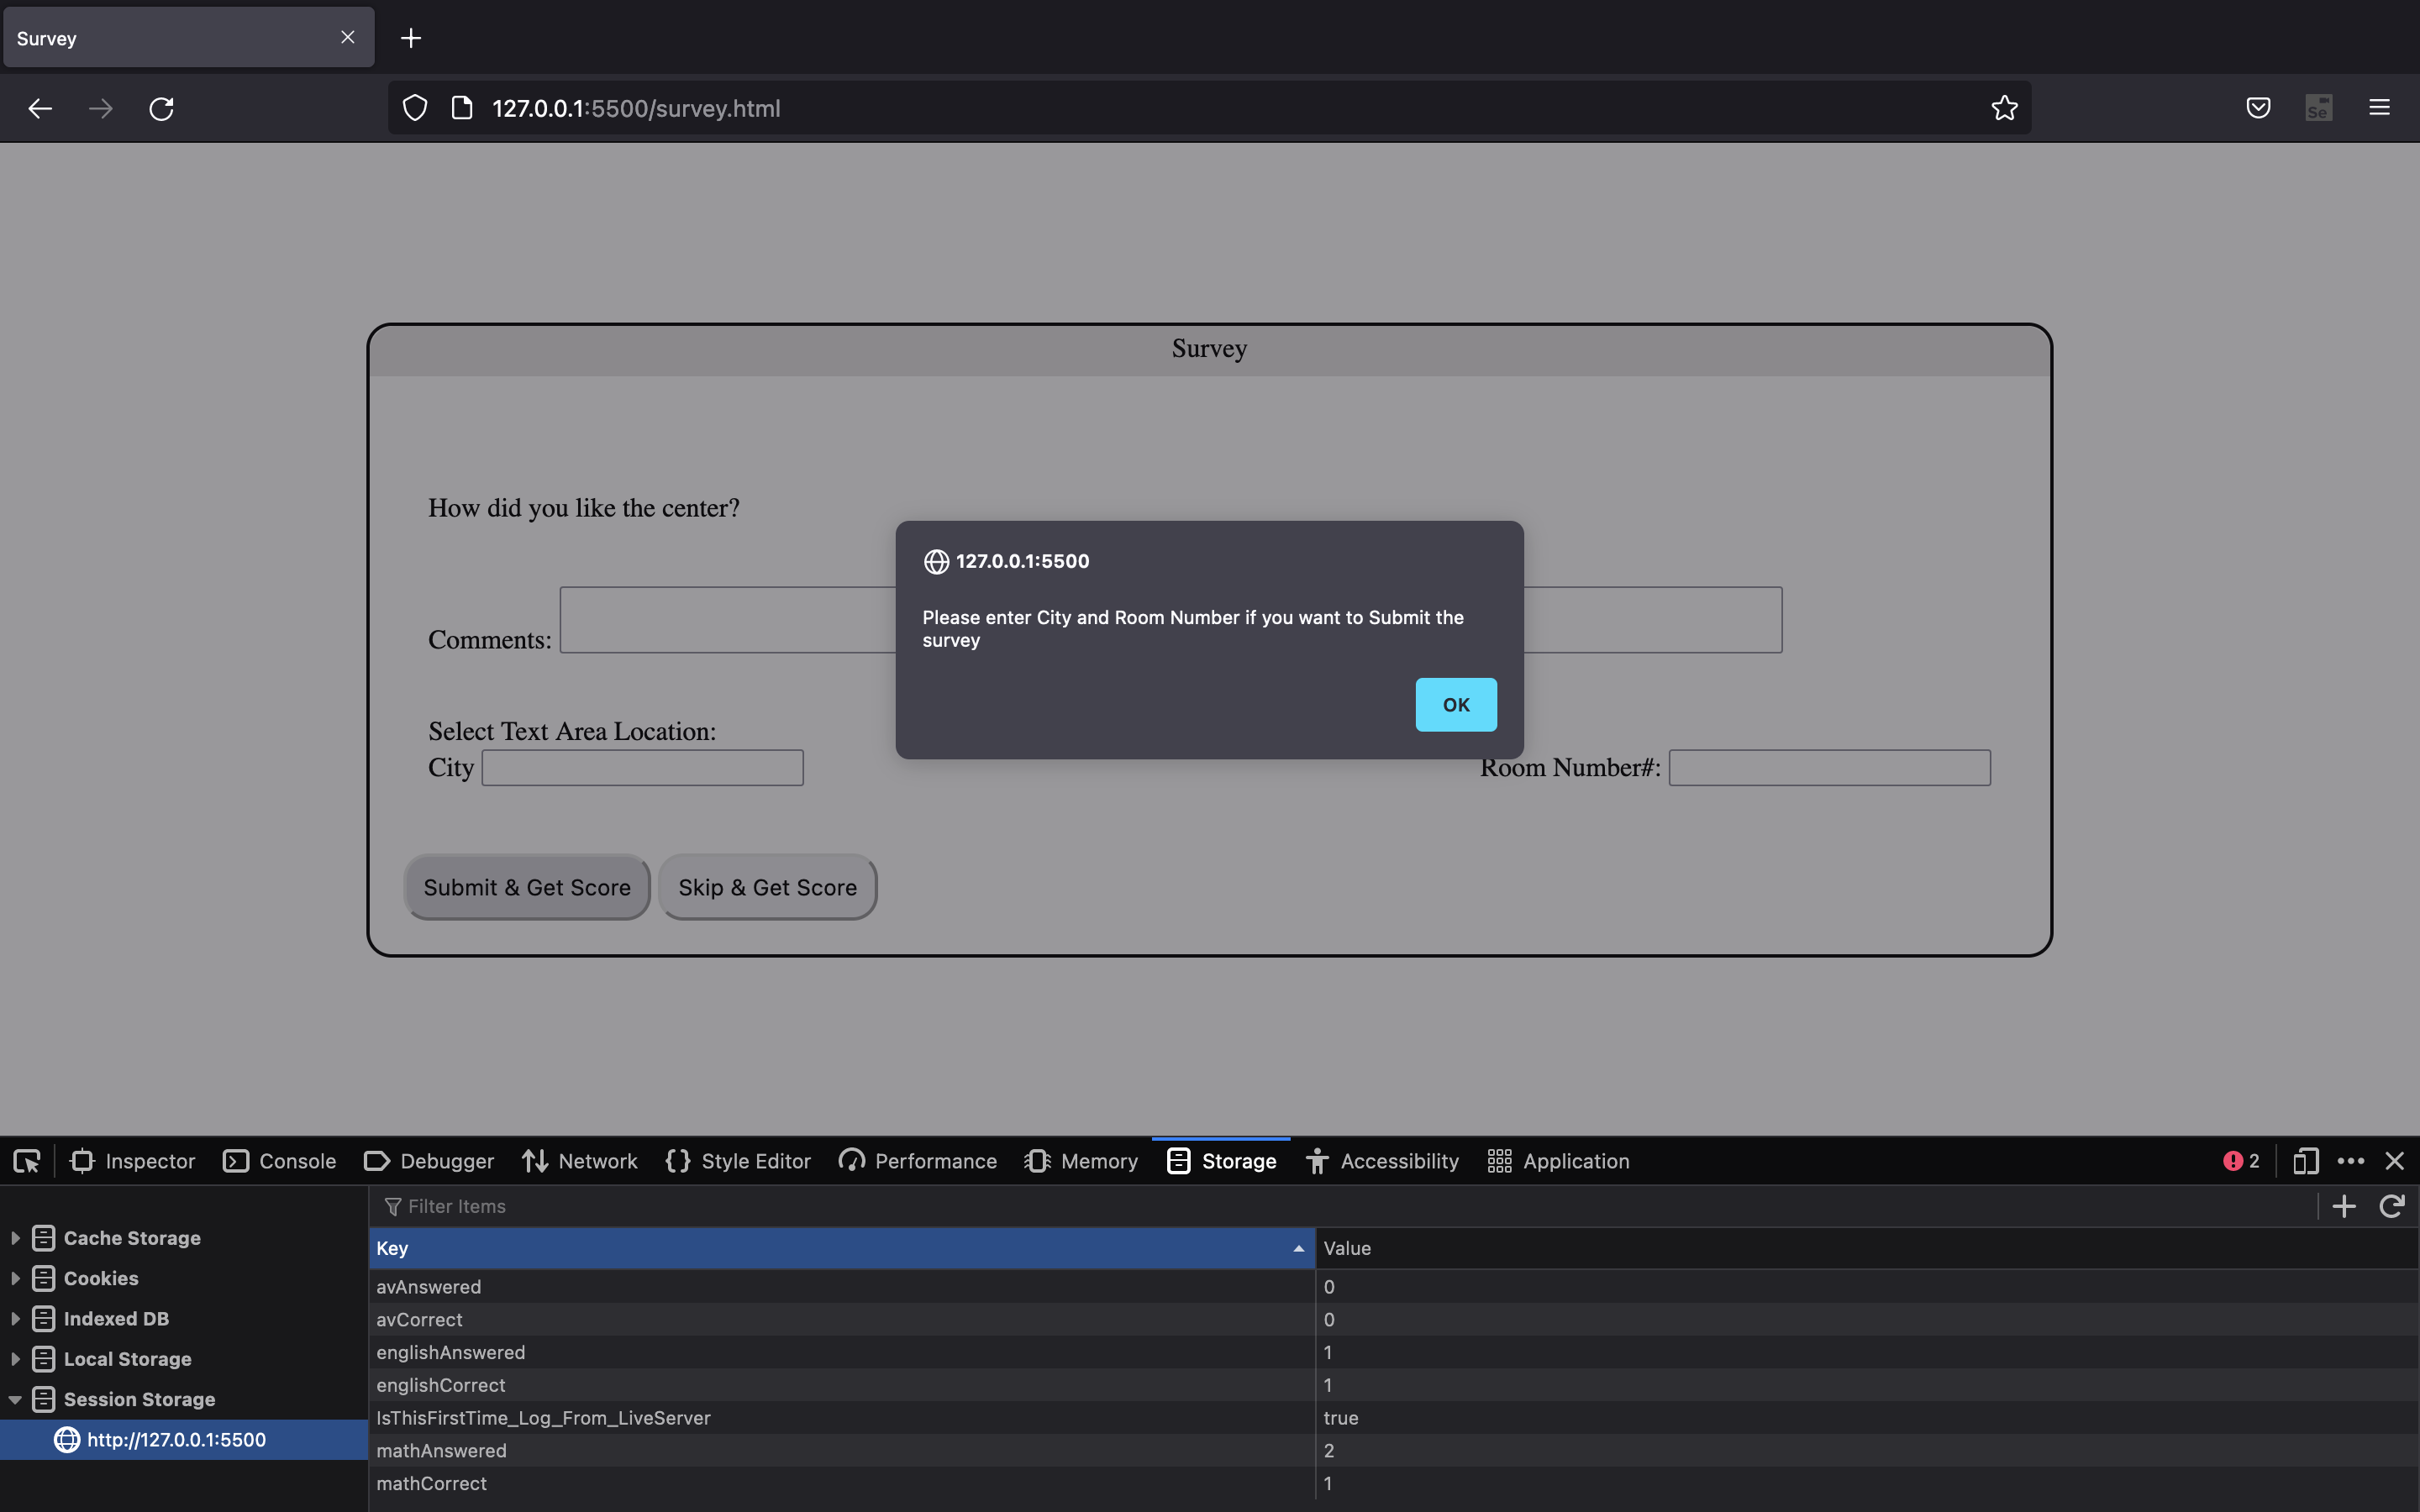 Survey
127.0.0.1:5500/survey.html
Se
Survey
How did you like the center?
127.0.0.1:5500
Please enter City and Room Number if you want to Submit the
survey
OK
Comments:
Select Text Area Location:
City
Room Number#:
Submit & Get Score Skip & Get Score
Inspector Console Debugger Network Style Editor Performance Memory Storage Accessibility Application 2
Filter Items
Cache Storage
Cookies
Indexed DB
Local Storage
Session Storage
http://127.0.0.1:5500
Key Value
avAnswered 0
avCorrect 0
englishAnswered 1
englishCorrect 1
IsThisFirstTime_Log_From_LiveServer true
mathAnswered 2
mathCorrect 1